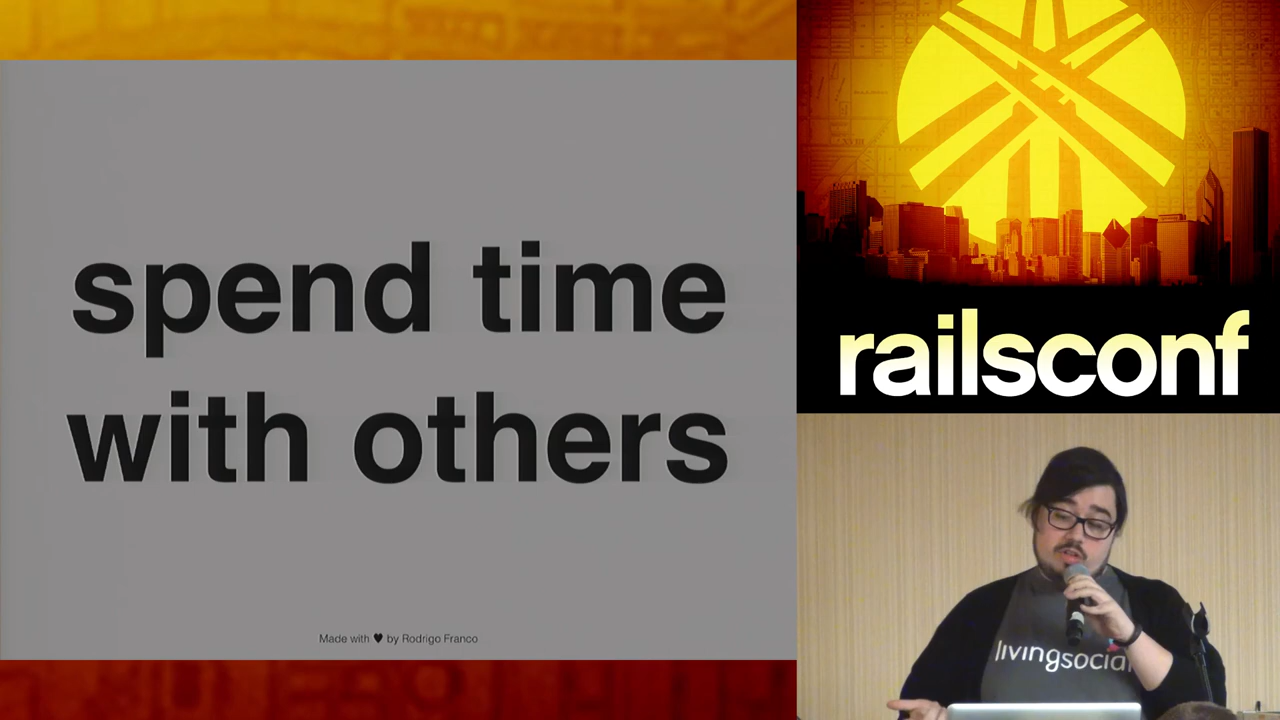 spend time
with others
Made with ♥ by Rodrigo Franco
railsconf
livingsocial